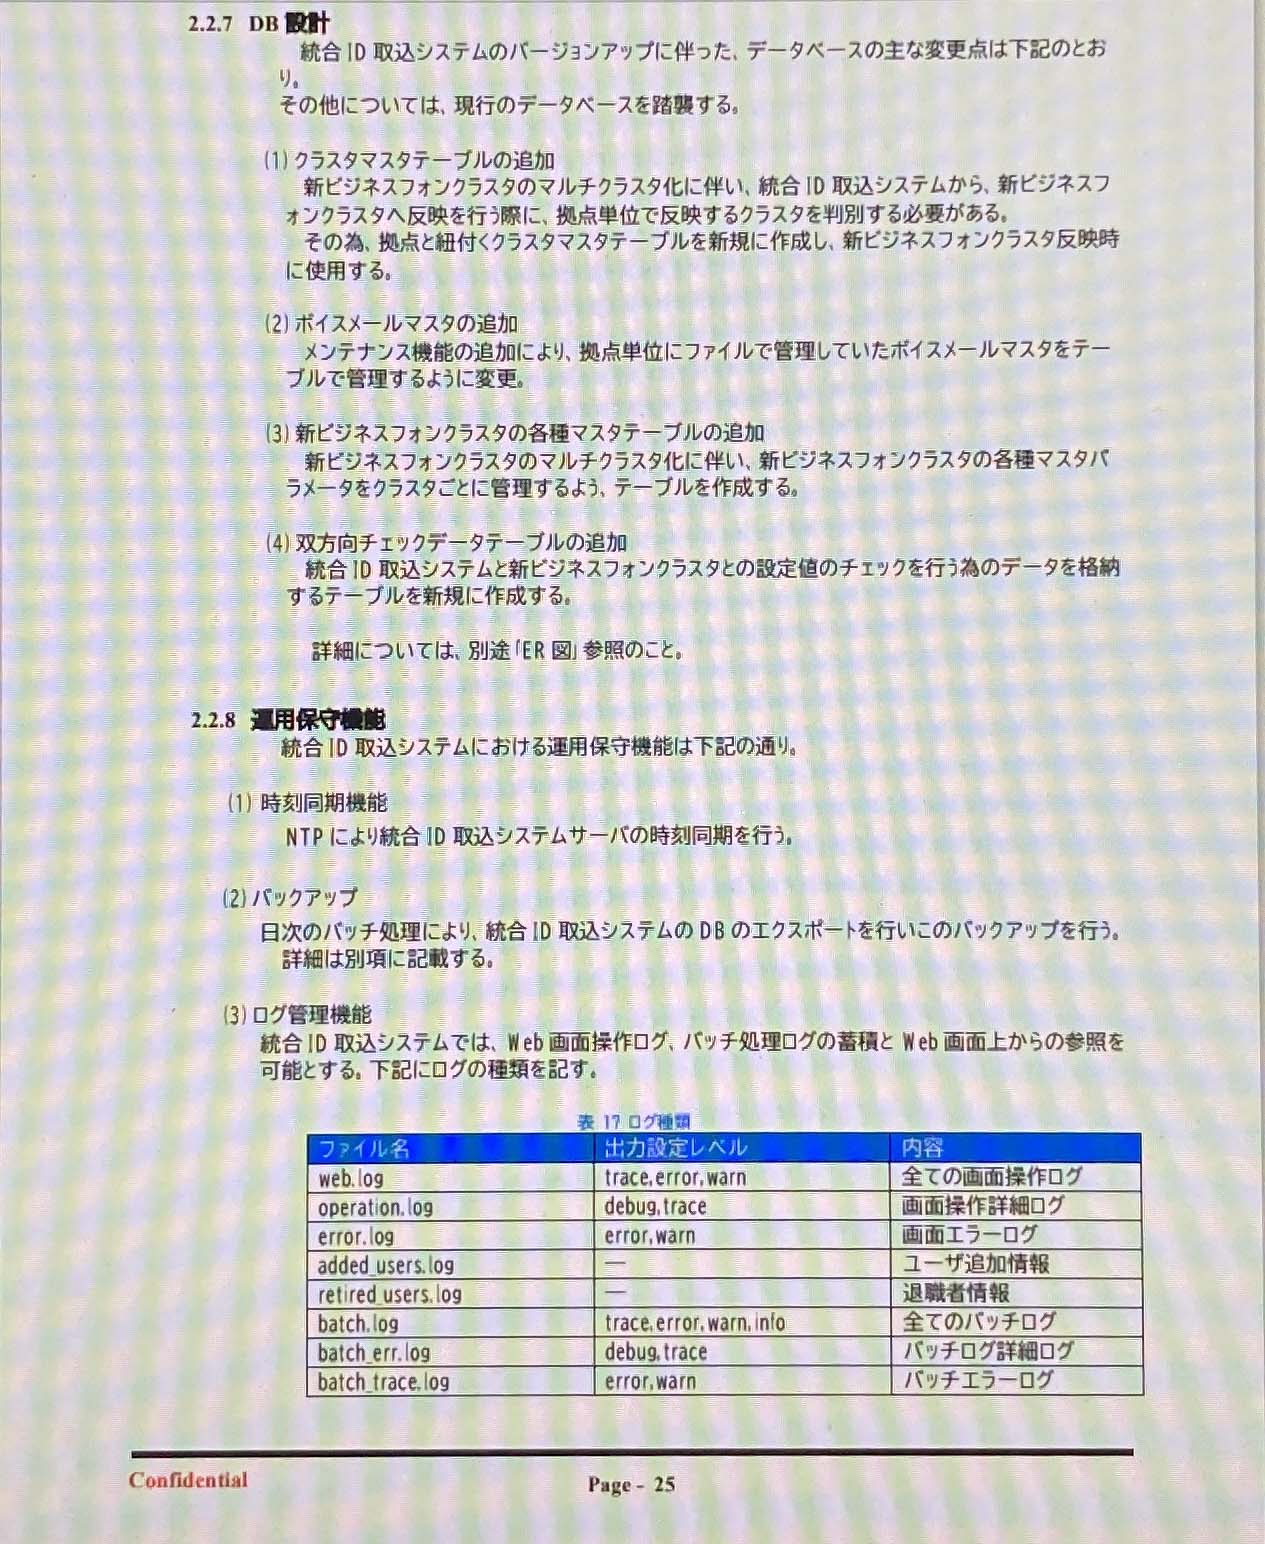 2.2.7 DB 設計
統合 ID 取込システムのバージョンアップに伴った、データベースの主な変更点は下記のとお
り。
その他については、現行のデータベースを踏襲する。
(1) クラスタマスタテーブルの追加
新ビジネスフォンクラスタのマルチクラスタ化に伴い、統合 ID 取込システムから、新ビジネスフ
ォンクラスタへ反映を行う際に、拠点単位で反映するクラスタを判別する必要がある。
その為、拠点と紐付くクラスタマスタテーブルを新規に作成し、新ビジネスフォンクラスタ反映時
に使用する。
(2) ボイスメールマスタの追加
メンテナンス機能の追加により、拠点単位にファイルで管理していたボイスメールマスタをテー
ブルで管理するように変更。
(3) 新ビジネスフォンクラスタの各種マスタテーブルの追加
新ビジネスフォンクラスタのマルチクラスタ化に伴い、新ビジネスフォンクラスタの各種マスタパ
ラメータをクラスタごとに管理するよう、テーブルを作成する。
(4) 双方向チェックデータテーブルの追加
統合 ID 取込システムと新ビジネスフォンクラスタとの設定値のチェックを行う為のデータを格納
するテーブルを新規に作成する。
詳細については、別途「ER 図」参照のこと。
2.2.8 運用保守機能
統合 ID 取込システムにおける運用保守機能は下記の通り。
(1) 時刻同期機能
NTP により統合 ID 取込システムサーバの時刻同期を行う。
(2) バックアップ
日次のバッチ処理により、統合 ID 取込システムの DB のエクスポートを行いこのバックアップを行う。
詳細は別項に記載する。
(3) ログ管理機能
統合 ID 取込システムでは、Web 画面操作ログ、バッチ処理ログの蓄積と Web 画面上からの参照を
可能とする。下記にログの種類を記す。
表 17 ログ種類
ファイル名 出力設定レベル 内容
web.log trace,error,warn 全ての画面操作ログ
operation.log debug,trace 画面操作詳細ログ
error.log error,warn 画面エラーログ
added_users.log ― ユーザ追加情報
retired_users.log ― 退職者情報
batch.log trace,error,warn,info 全てのバッチログ
batch_err.log debug,trace バッチログ詳細ログ
batch_trace.log error,warn バッチエラーログ
Confidential Page - 25